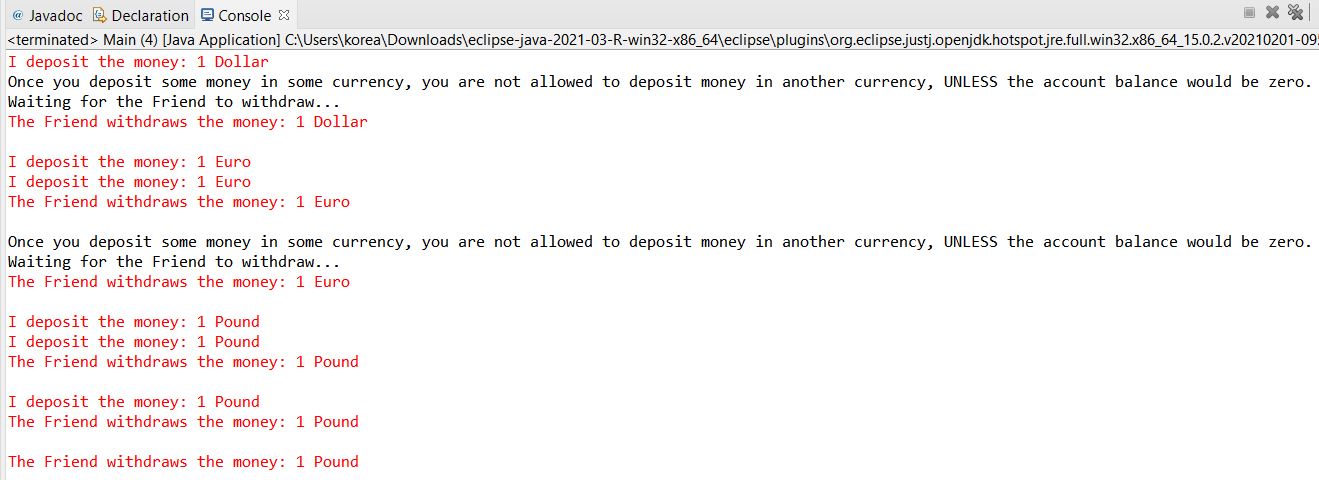 @ Javadoc Declaration Console
<terminated> Main (4) [Java Application] C:\Users\korea\Downloads\eclipse-java-2021-03-R-win32-x86_64\eclipse\plugins\org.eclipse.justj.openjdk.hotspot.jre.full.win32.x86_64_15.0.2.v20210201-095
I deposit the money: 1 Dollar
Once you deposit some money in some currency, you are not allowed to deposit money in another currency, UNLESS the account balance would be zero.
Waiting for the Friend to withdraw...
The Friend withdraws the money: 1 Dollar
I deposit the money: 1 Euro
I deposit the money: 1 Euro
The Friend withdraws the money: 1 Euro
Once you deposit some money in some currency, you are not allowed to deposit money in another currency, UNLESS the account balance would be zero.
Waiting for the Friend to withdraw...
The Friend withdraws the money: 1 Euro
I deposit the money: 1 Pound
I deposit the money: 1 Pound
The Friend withdraws the money: 1 Pound
I deposit the money: 1 Pound
The Friend withdraws the money: 1 Pound
The Friend withdraws the money: 1 Pound